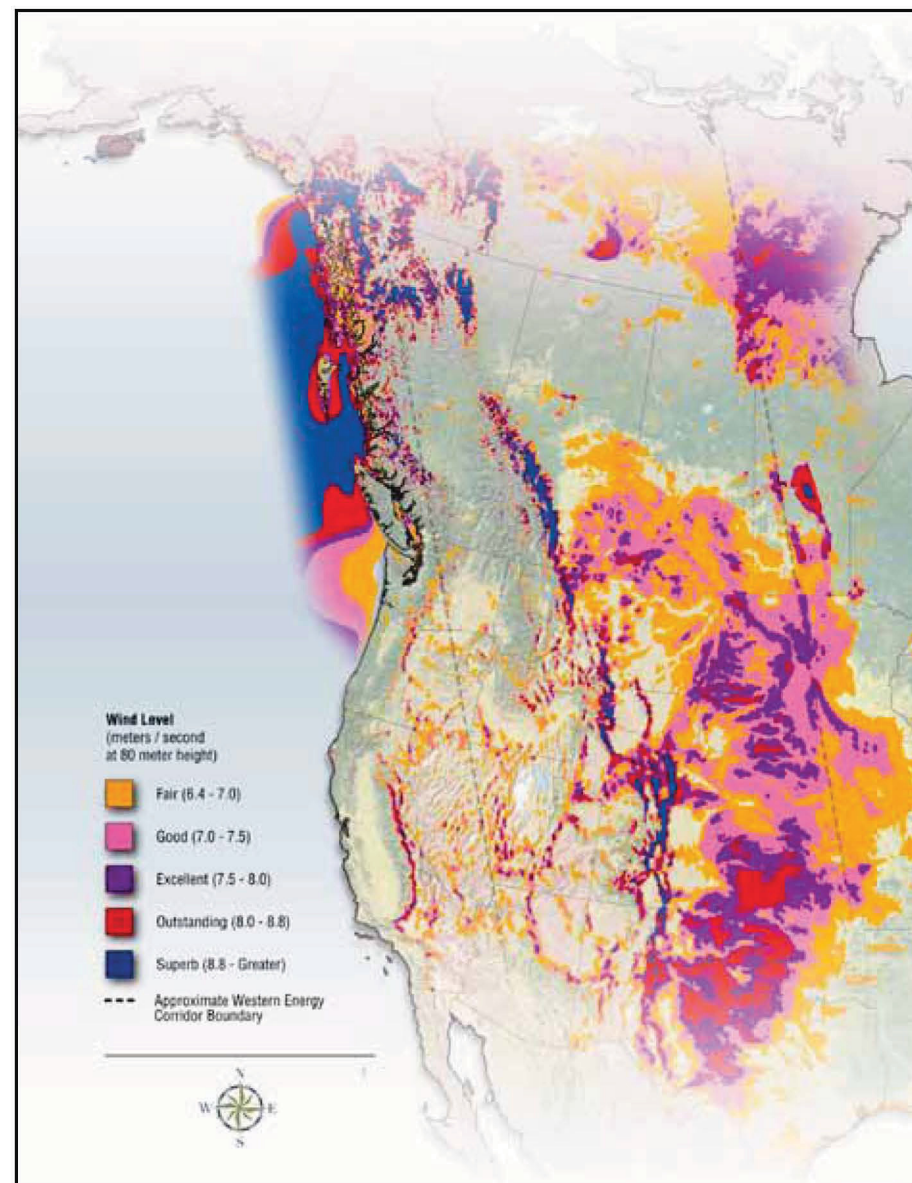 Wind Level
(meters / second
at 80 meter height)
Fair (6.4 - 7.0)
Good (7.0 - 7.5)
Excellent (7.5 - 8.0)
Outstanding (8.0 - 8.8)
Superb (8.8 - Greater)
Approximate Western Energy
Corridor Boundary
N
W E
S